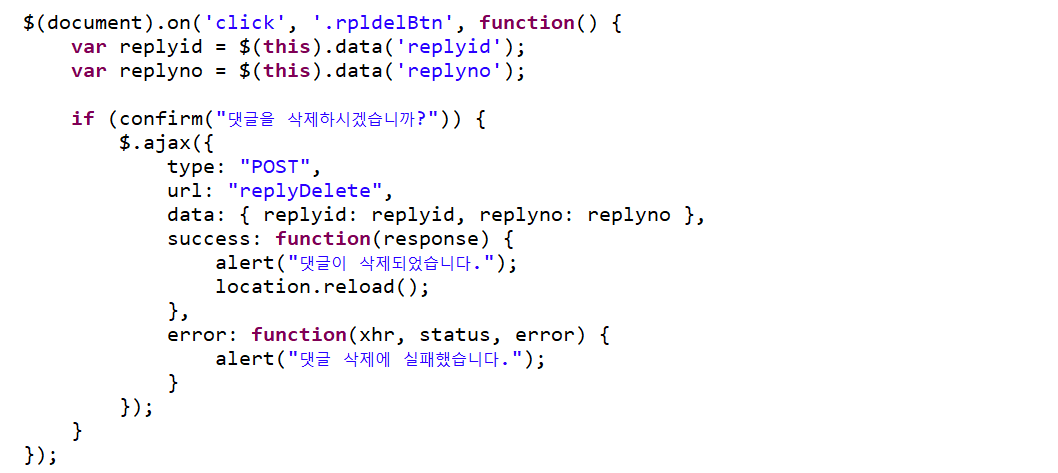 $(document).on('click', '.rpldelBtn', function() {
    var replyid = $(this).data('replyid');
    var replyno = $(this).data('replyno');

    if (confirm("댓글을 삭제하시겠습니까?")) {
        $.ajax({
            type: "POST",
            url: "replyDelete",
            data: { replyid: replyid, replyno: replyno },
            success: function(response) {
                alert("댓글이 삭제되었습니다.");
                location.reload();
            },
            error: function(xhr, status, error) {
                alert("댓글 삭제에 실패했습니다.");
            }
        });
    }
});